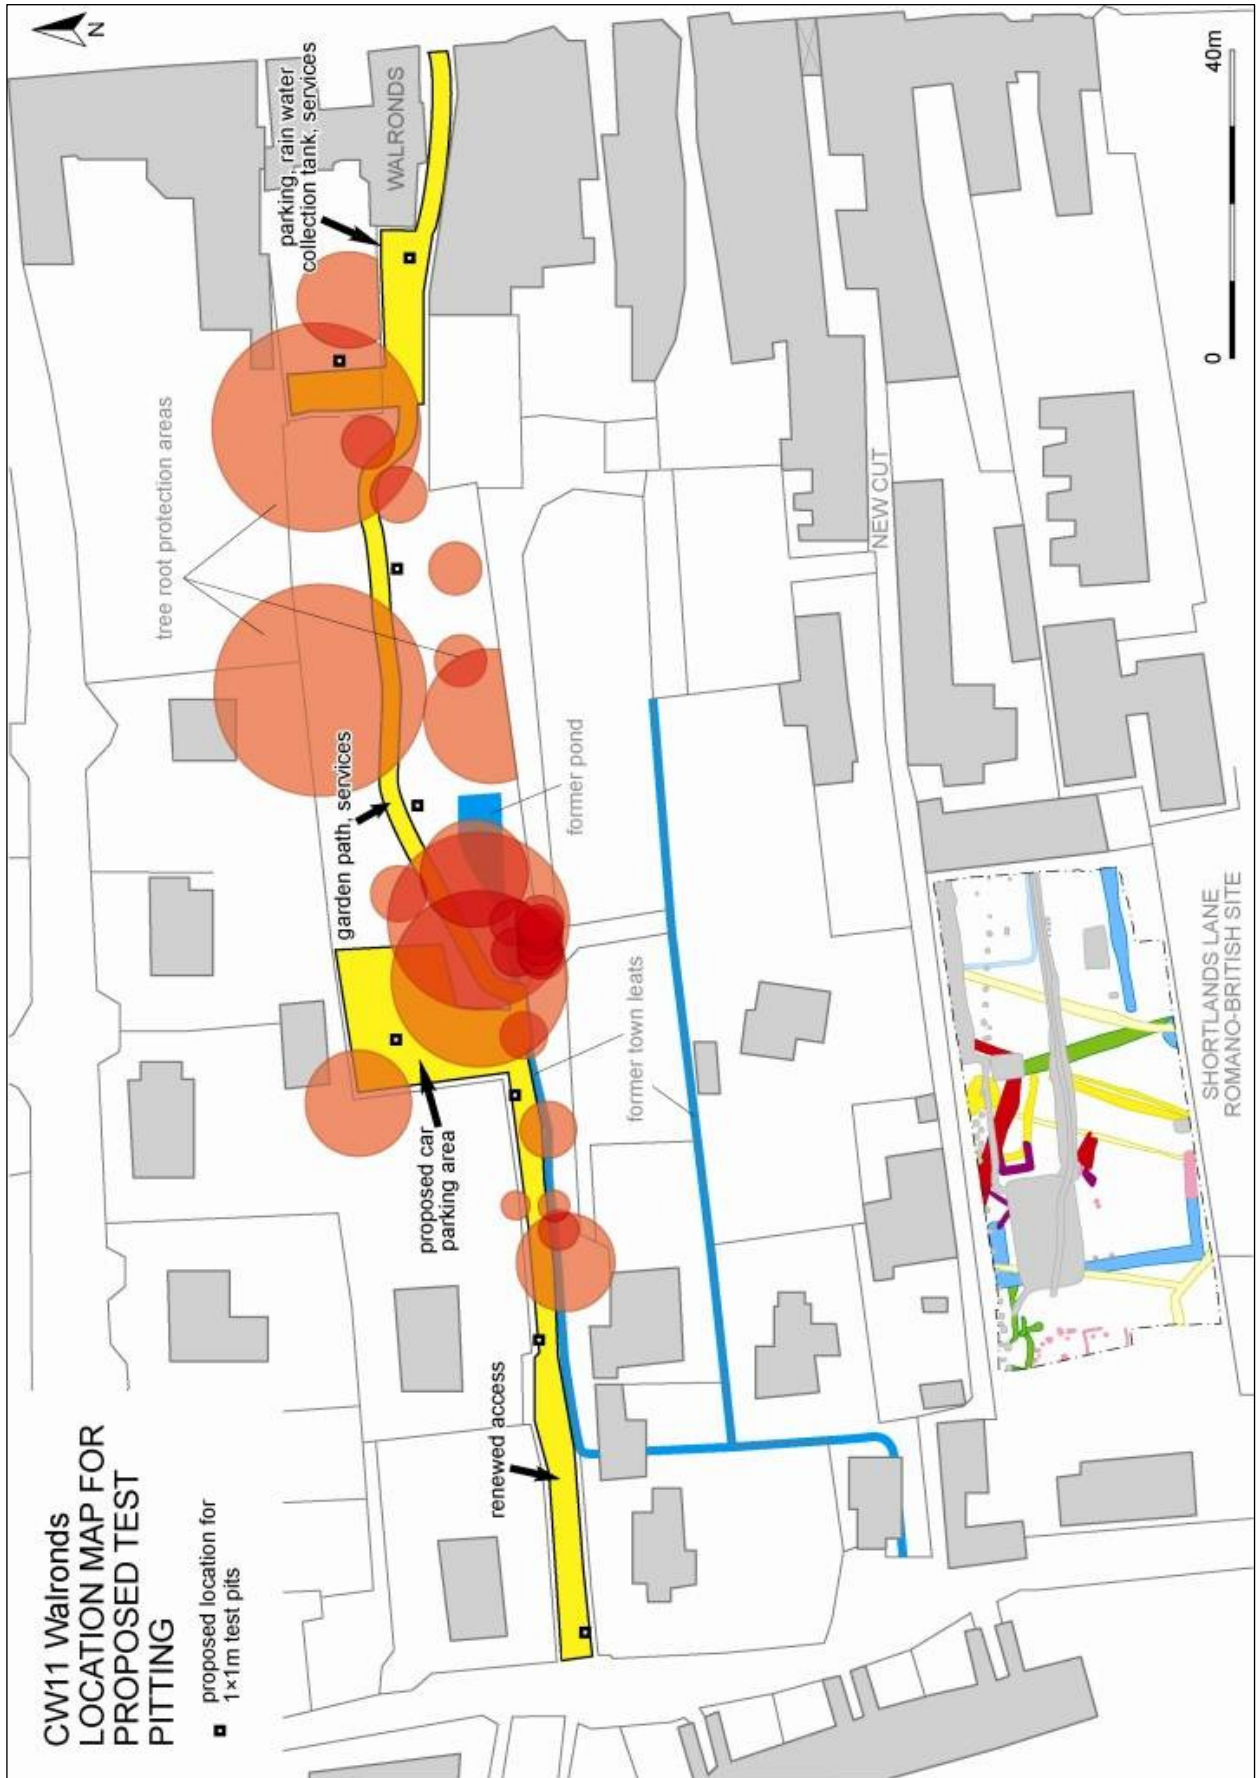 CW11 Walronds
LOCATION MAP FOR
PROPOSED TEST
PITTING
proposed location for
1×1m test pits
renewed access
proposed car
parking area
garden path, services
tree root protection areas
parking, rain water
collection tank, services
WALRONDS
former pond
former town leats
NEW CUT
SHORTLANDS LANE
ROMANO-BRITISH SITE
0
40m
N